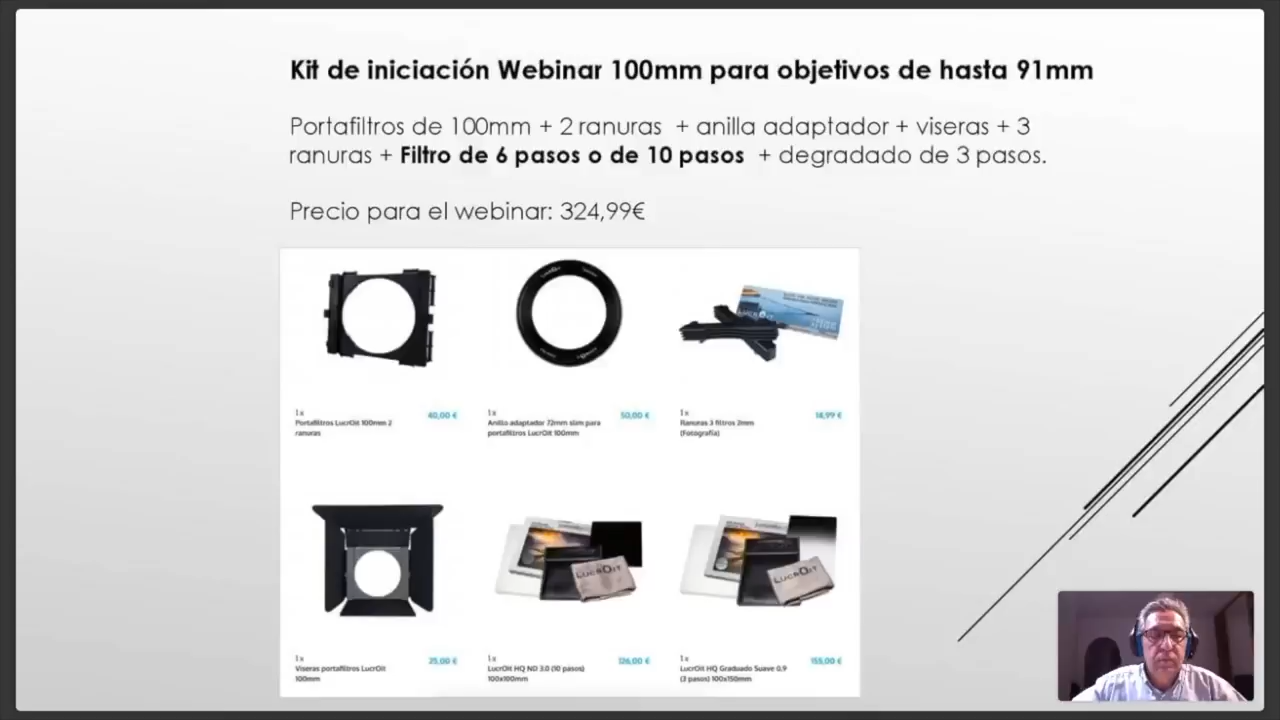 Kit de iniciación Webinar 100mm para objetivos de hasta 91mm
Portafiltros de 100mm + 2 ranuras + anilla adaptador + viseras + 3
ranuras + Filtro de 6 pasos o de 10 pasos + degradado de 3 pasos.
Precio para el webinar: 324,99€
1 x
40,00 €
Portafiltros LucrOit 100mm 2
ranuras
1 x
50,00 €
Anillo adaptador 72mm slim para
portafiltros LucrOit 100mm
1 x
14,99 €
Ranuras 3 filtros 2mm
(Fotografía)
LUCROIT
LUCROIT
1 x
25,00 €
Viseras portafiltros LucrOit
100mm
1 x
126,00 €
LucrOit HQ ND 3.0 (10 pasos)
100x100mm
1 x
155,00 €
LucrOit HQ Graduado Suave 0.9
(3 pasos) 100x150mm